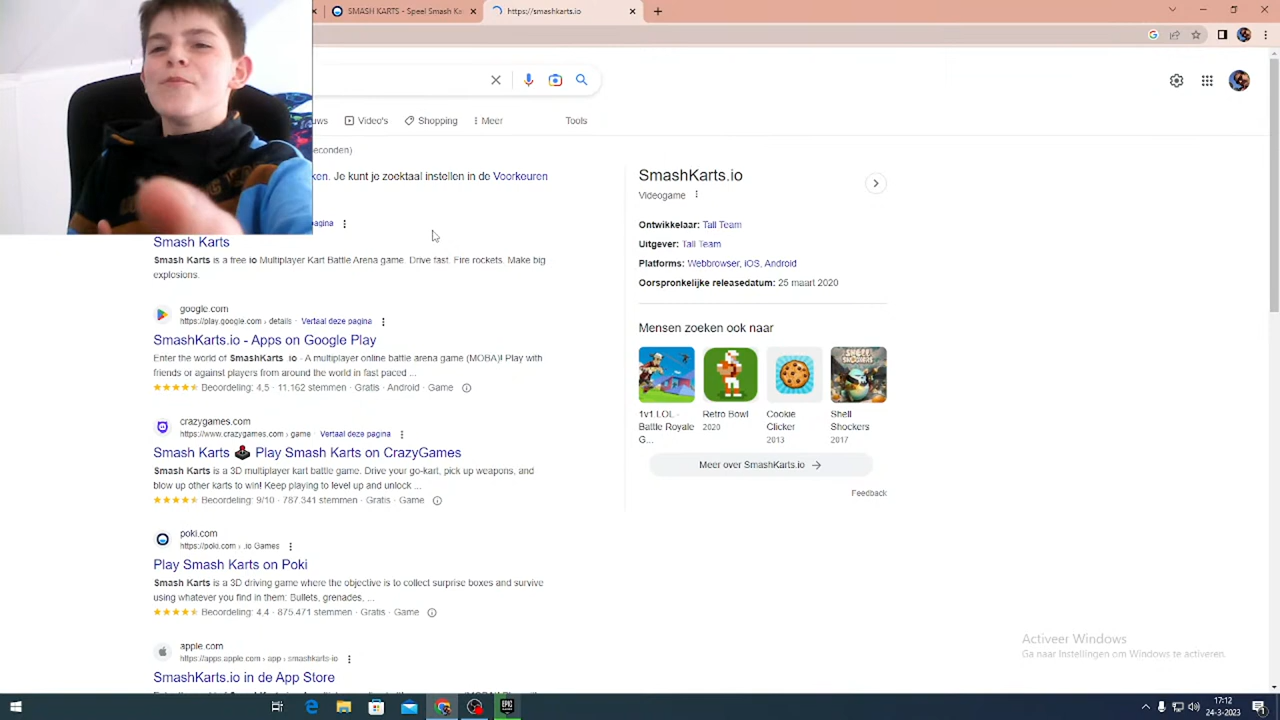 SMASH KARTS - Speel Smash Ka
https://smashkarts.io
uws
Video's
Shopping
Meer
Tools
econden)
ken. Je kunt je zoektaal instellen in de Voorkeuren
pagina
Smash Karts
Smash Karts is a free io Multiplayer Kart Battle Arena game. Drive fast. Fire rockets. Make big
explosions.
google.com
https://play.google.com › details · Vertaal deze pagina
SmashKarts.io - Apps on Google Play
Enter the world of SmashKarts io - A multiplayer online battle arena game (MOBA)! Play with
friends or against players from around the world in fast paced ...
Beoordeling: 4,5 · 11.162 stemmen · Gratis · Android · Game
crazygames.com
https://www.crazygames.com › game · Vertaal deze pagina
Smash Karts 🕹️ Play Smash Karts on CrazyGames
Smash Karts is a 3D multiplayer kart battle game. Drive your go-kart, pick up weapons, and
blow up other karts to win! Keep playing to level up and unlock ...
Beoordeling: 9/10 · 787.341 stemmen · Gratis · Game
poki.com
https://poki.com › .io Games
Play Smash Karts on Poki
Smash Karts is a 3D driving game where the objective is to collect surprise boxes and survive
using whatever you find in them: Bullets, grenades, ...
Beoordeling: 4,4 · 875.471 stemmen · Gratis · Game
apple.com
https://apps.apple.com › app › smashkarts-io
SmashKarts.io in de App Store
SmashKarts.io
Videogame
Ontwikkelaar: Tall Team
Uitgever: Tall Team
Platforms: Webbrowser, iOS, Android
Oorspronkelijke releasedatum: 25 maart 2020
Mensen zoeken ook naar
SHELL SHOCKERS
1v1.LOL -
Battle Royale
G...
Retro Bowl
2020
Cookie
Clicker
2013
Shell
Shockers
2017
Meer over SmashKarts.io
Feedback
Activeer Windows
Ga naar Instellingen om Windows te activeren.
EPIC
17:12
24-3-2023